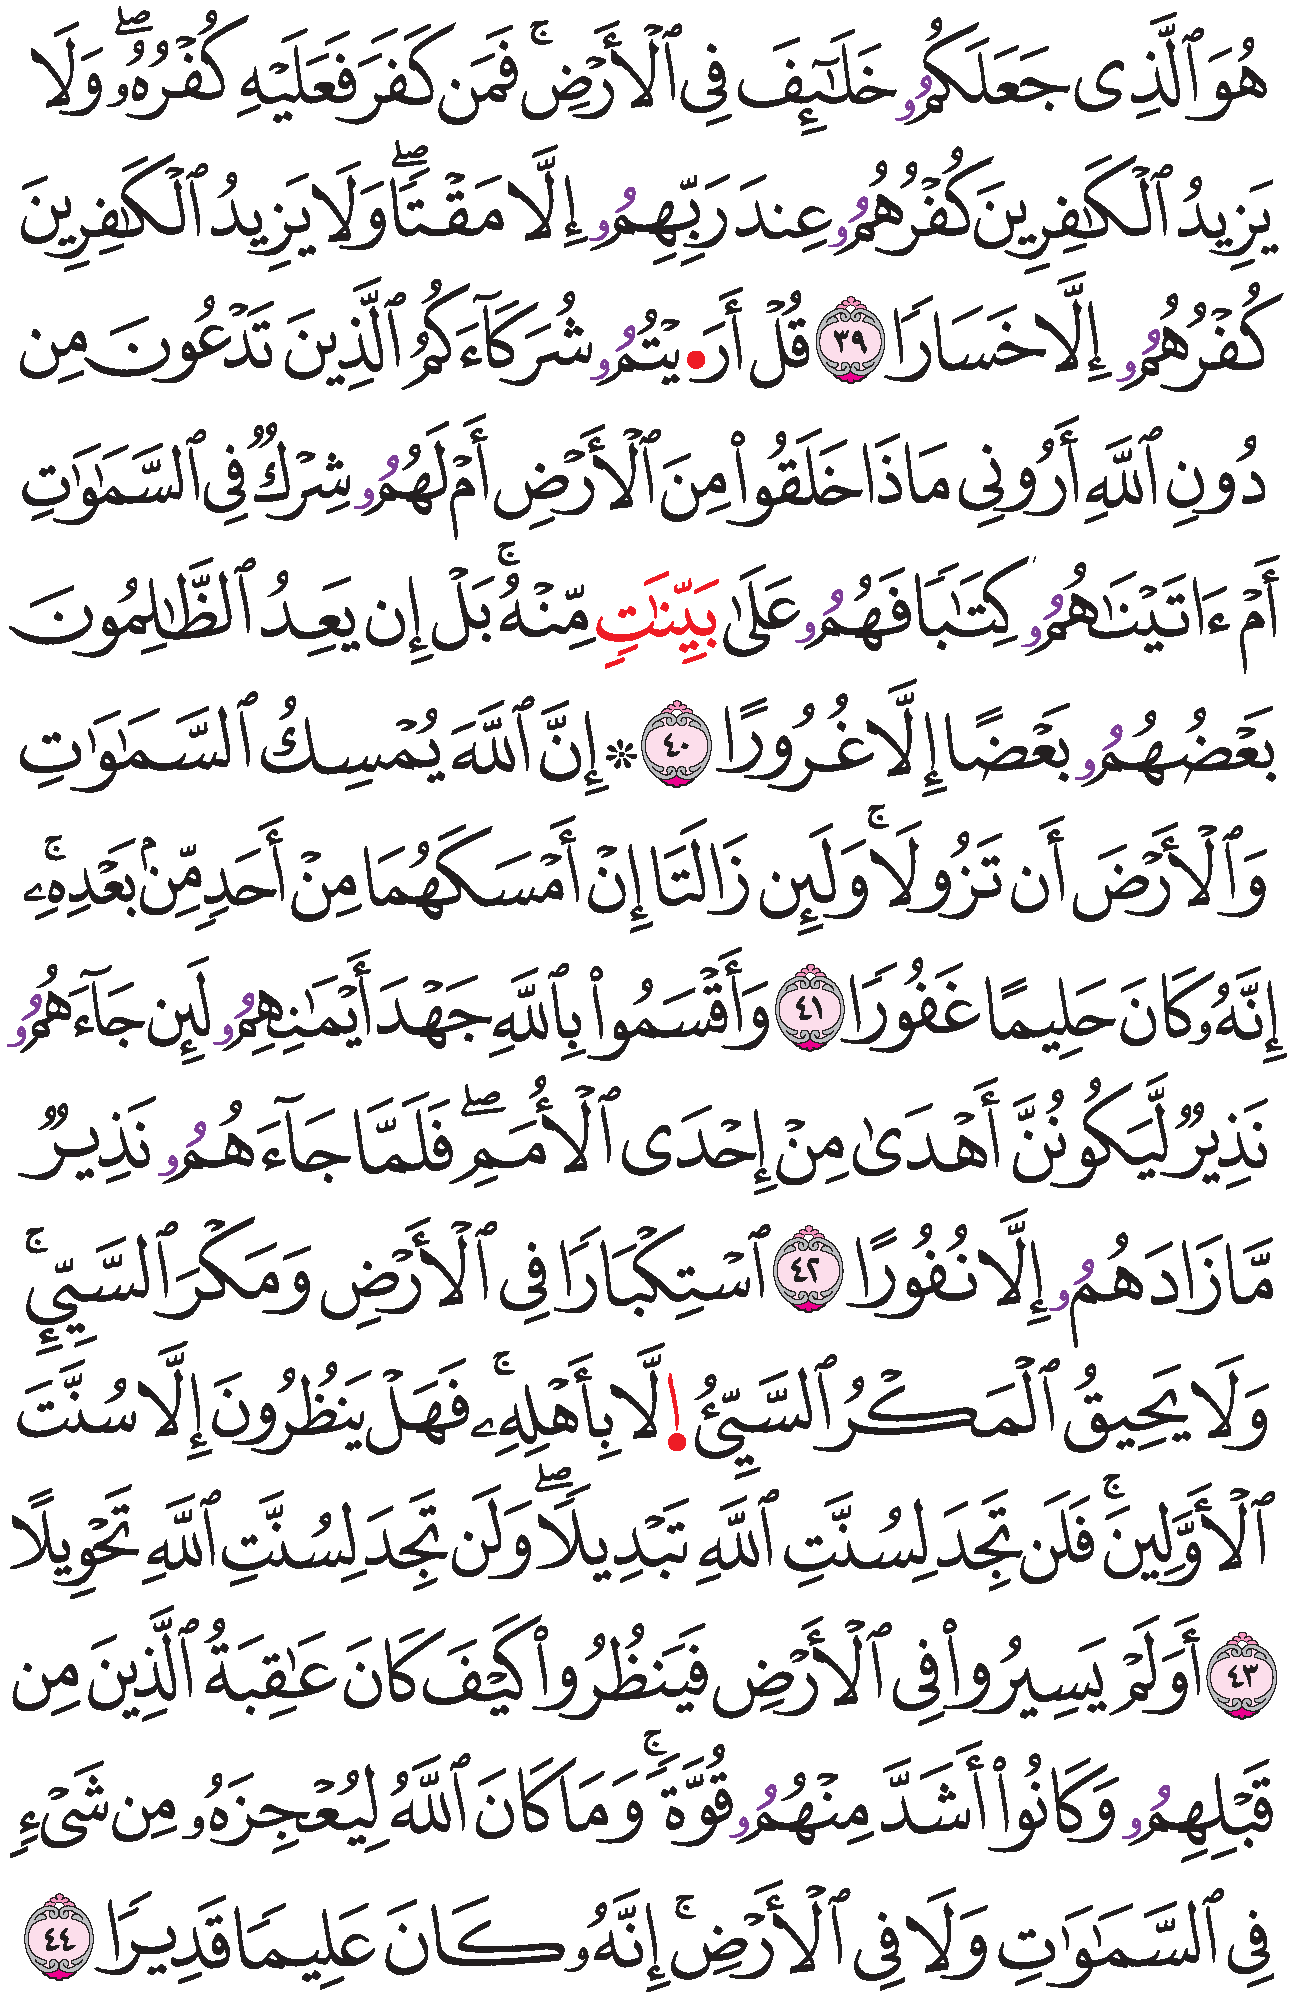 هُوَ ٱلَّذِى جَعَلَكُمُۥ خَلَـٰٓئِفَ فِى ٱلْأَرْضِ ۚ فَمَن كَفَرَ فَعَلَيْهِ كُفْرُهُۥ ۖ وَلَا
يَزِيدُ ٱلْكَـٰفِرِينَ كُفْرُهُمُۥ عِندَ رَبِّهِمُۥ إِلَّا مَقْتًا ۖ وَلَا يَزِيدُ ٱلْكَـٰفِرِينَ
كُفْرُهُمُۥ إِلَّا خَسَارًا ٣٩ قُلْ أَرَ•يْتُمُۥ شُرَكَآءَكُمُ ٱلَّذِينَ تَدْعُونَ مِن
دُونِ ٱللَّهِ أَرُونِى مَاذَا خَلَقُوا۟ مِنَ ٱلْأَرْضِ أَمْ لَهُمُۥ شِرْكٌ فِى ٱلسَّمَـٰوَٰتِ
أَمْ ءَاتَيْنَـٰهُمُۥ كِتَـٰبًا فَهُمُۥ عَلَىٰ بَيِّنَـٰتٍ مِّنْهُ ۚ بَلْ إِن يَعِدُ ٱلظَّـٰلِمُونَ
بَعْضُهُمُۥ بَعْضًا إِلَّا غُرُورًا ٤٠ ۞ إِنَّ ٱللَّهَ يُمْسِكُ ٱلسَّمَـٰوَٰتِ
وَٱلْأَرْضَ أَن تَزُولَا ۚ وَلَئِن زَالَتَا إِنْ أَمْسَكَهُمَا مِنْ أَحَدٍ مِّنۢ بَعْدِهِۦ ۚ
إِنَّهُۥ كَانَ حَلِيمًا غَفُورًا ٤١ وَأَقْسَمُوا۟ بِٱللَّهِ جَهْدَ أَيْمَـٰنِهِمُۥ لَئِن جَآءَهُمُۥ
نَذِيرٌ لَّيَكُونُنَّ أَهْدَىٰ مِنْ إِحْدَى ٱلْأُمَمِ ۖ فَلَمَّا جَآءَهُمُۥ نَذِيرٌ
مَّا زَادَهُمُۥ إِلَّا نُفُورًا ٤٢ ٱسْتِكْبَارًا فِى ٱلْأَرْضِ وَمَكْرَ ٱلسَّيِّئِ ۚ
وَلَا يَحِيقُ ٱلْمَكْرُ ٱلسَّيِّئُ ا۪لَّا بِأَهْلِهِۦ ۚ فَهَلْ يَنظُرُونَ إِلَّا سُنَّتَ
ٱلْأَوَّلِينَ ۚ فَلَن تَجِدَ لِسُنَّتِ ٱللَّهِ تَبْدِيلًا ۖ وَلَن تَجِدَ لِسُنَّتِ ٱللَّهِ تَحْوِيلًا
٤٣ أَوَلَمْ يَسِيرُوا۟ فِى ٱلْأَرْضِ فَيَنظُرُوا۟ كَيْفَ كَانَ عَـٰقِبَةُ ٱلَّذِينَ مِن
قَبْلِهِمُۥ وَكَانُوا۟ أَشَدَّ مِنْهُمُۥ قُوَّةً ۚ وَمَا كَانَ ٱللَّهُ لِيُعْجِزَهُۥ مِن شَىْءٍ
فِى ٱلسَّمَـٰوَٰتِ وَلَا فِى ٱلْأَرْضِ ۚ إِنَّهُۥ كَانَ عَلِيمًا قَدِيرًا ٤٤